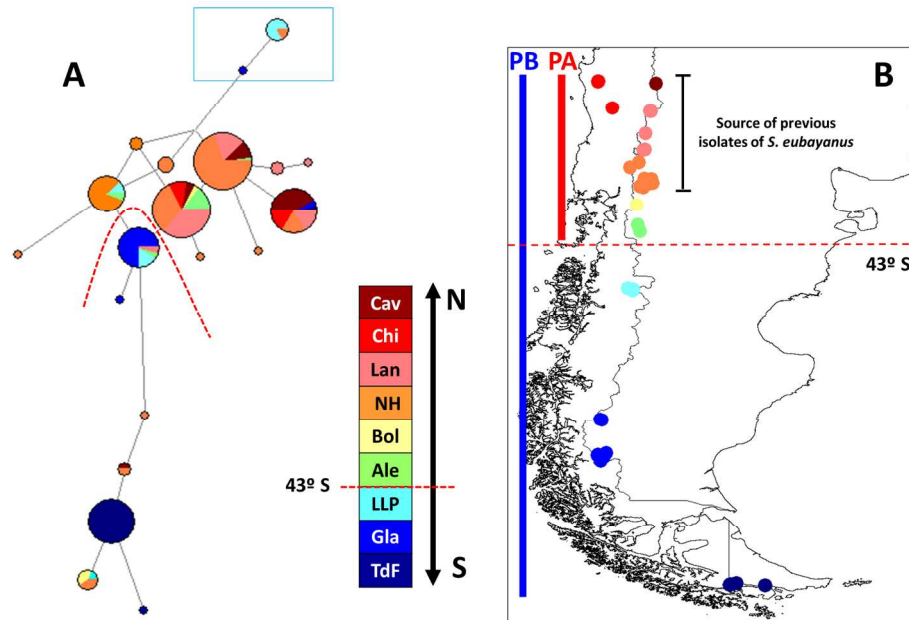 A
Cav
Chi
Lan
NH
Bol
Ale
LLP
Gla
TdF
N
S
43º S
B
PB PA
Source of previous
isolates of S. eubayanus
43º S